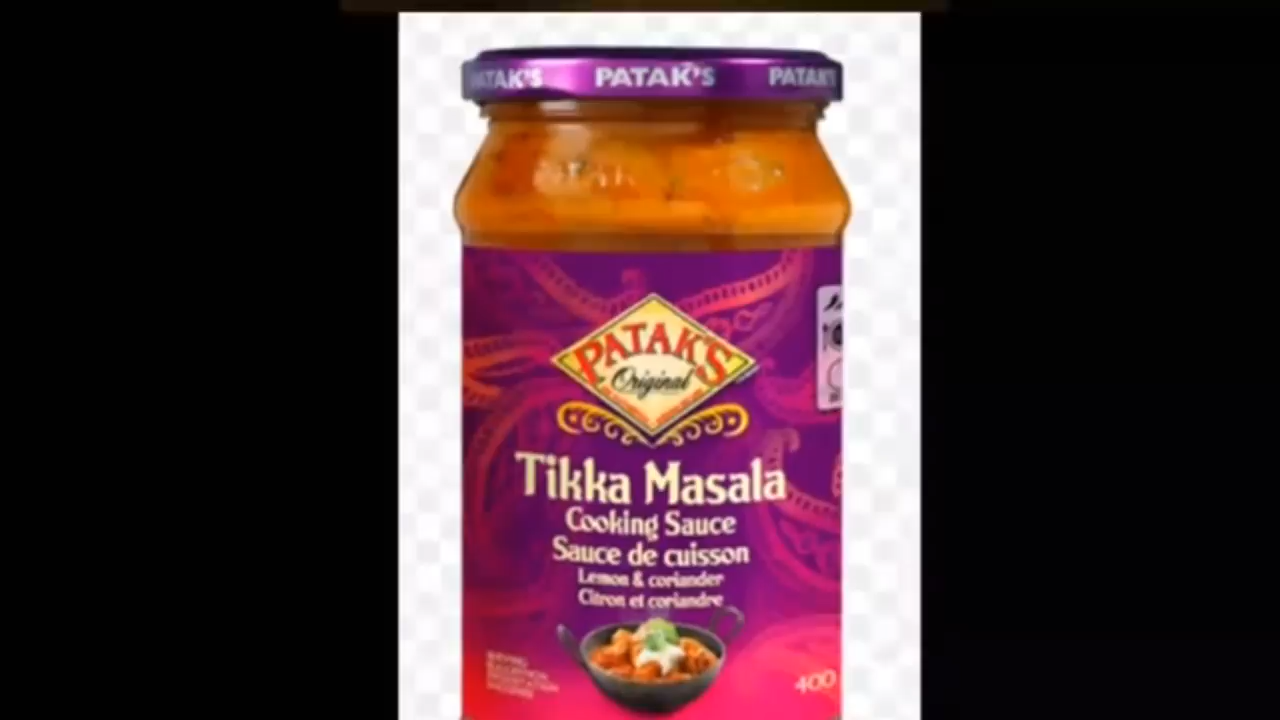 PATAK'S PATAK'S PATAK'S
PATAK'S
Original
Tikka Masala
Cooking Sauce
Sauce de cuisson
Lemon & coriander
Citron et coriandre
400